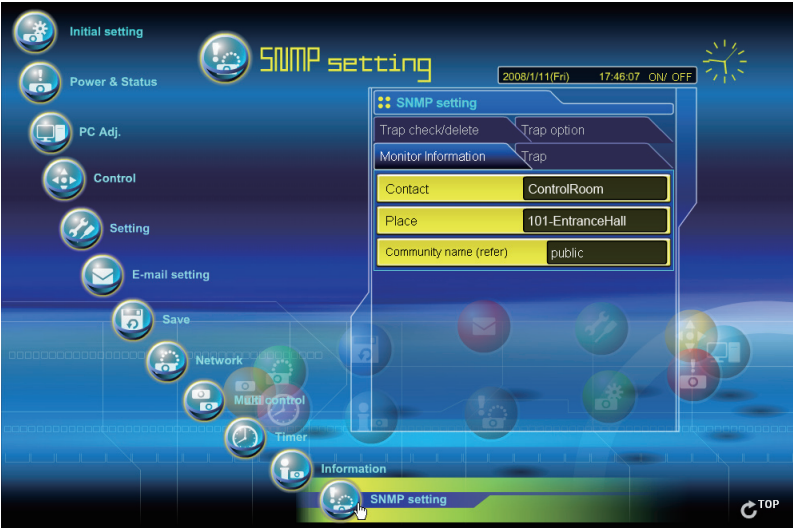 Initial setting
SNMP setting
Power & Status
2008/1/11(Fri) 17:46:07 ON/ OFF
SNMP setting
Trap check/delete Trap option
PC Adj.
Monitor Information Trap
Control
Contact ControlRoom
Setting
Place 101-EntranceHall
Community name (refer) public
E-mail setting
Save
Network
Multi control
Timer
Information
SNMP setting
TOP